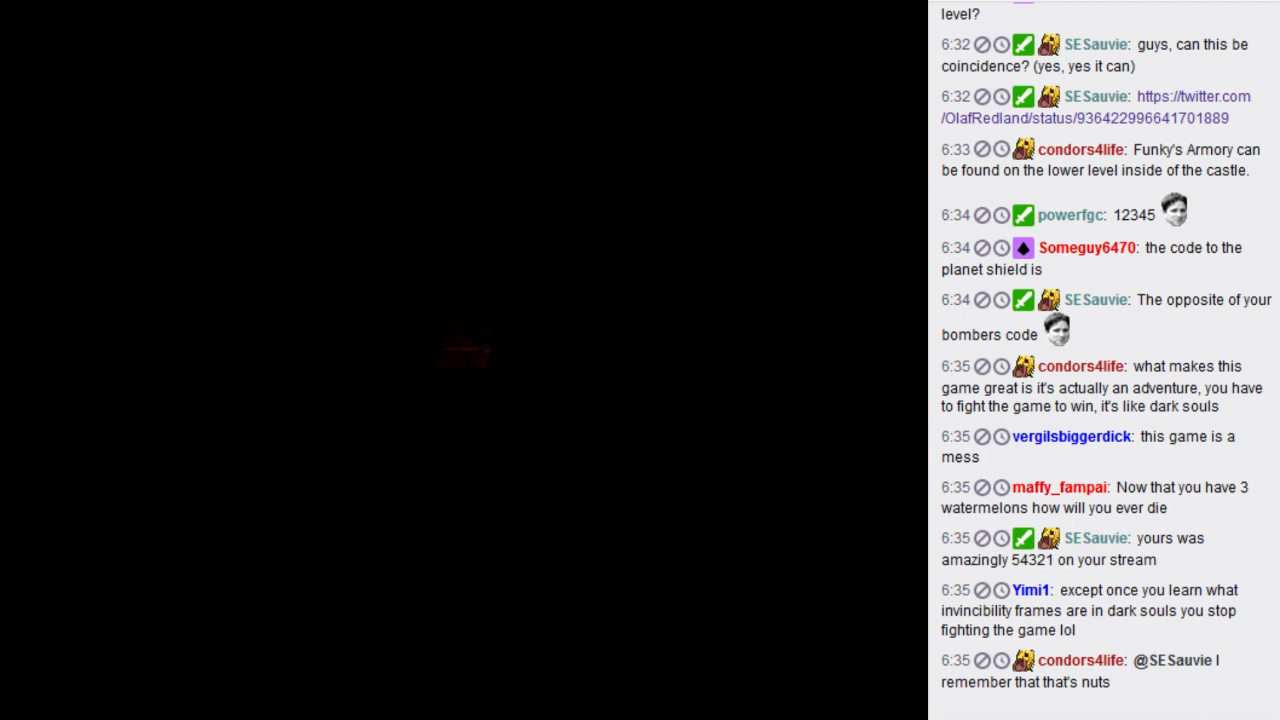 level?
6:32 SESauvie: guys, can this be
coincidence? (yes, yes it can)
6:32 SESauvie: https://twitter.com
/OlafRedland/status/936422996641701889
6:33 condors4life: Funky's Armory can
be found on the lower level inside of the castle.
6:34 powerfgc: 12345
6:34 Someguy6470: the code to the
planet shield is
6:34 SESauvie: The opposite of your
bombers code
6:35 condors4life: what makes this
game great is it's actually an adventure, you have
to fight the game to win, it's like dark souls
6:35 vergilsbiggerdick: this game is a
mess
6:35 maffy_fampai: Now that you have 3
watermelons how will you ever die
6:35 SESauvie: yours was
amazingly 54321 on your stream
6:35 Yimi1: except once you learn what
invincibility frames are in dark souls you stop
fighting the game lol
6:35 condors4life: @SESauvie I
remember that that's nuts